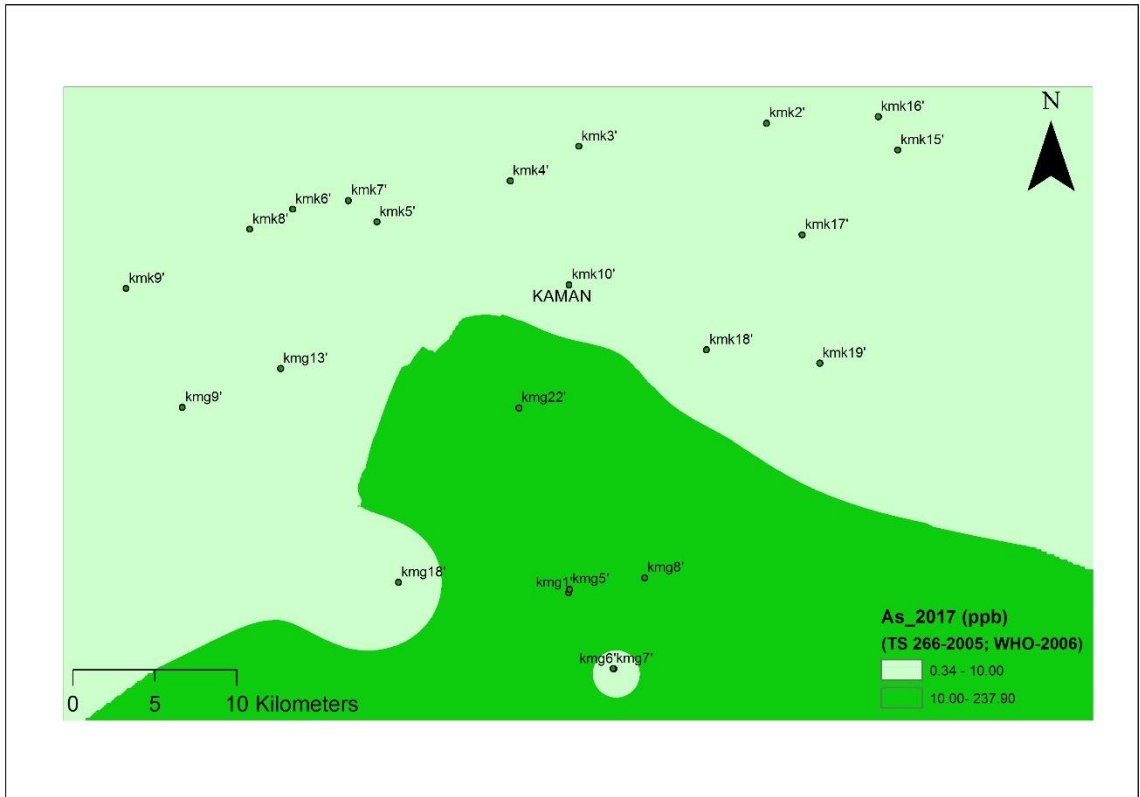 N
kmk16'
kmk2'
kmk15'
kmk3'
kmk4'
kmk7'
kmk6'
kmk5'
kmk8'
kmk17'
kmk10'
kmk9'
KAMAN
kmk18'
kmk19'
kmg13'
kmg9'
kmg22'
kmg18'
kmg8'
kmg1' kmg5'
kmg6' kmg7'
As_2017 (ppb)
(TS 266-2005; WHO-2006)
0.34 - 10.00
10.00- 237.90
0 5 10 Kilometers